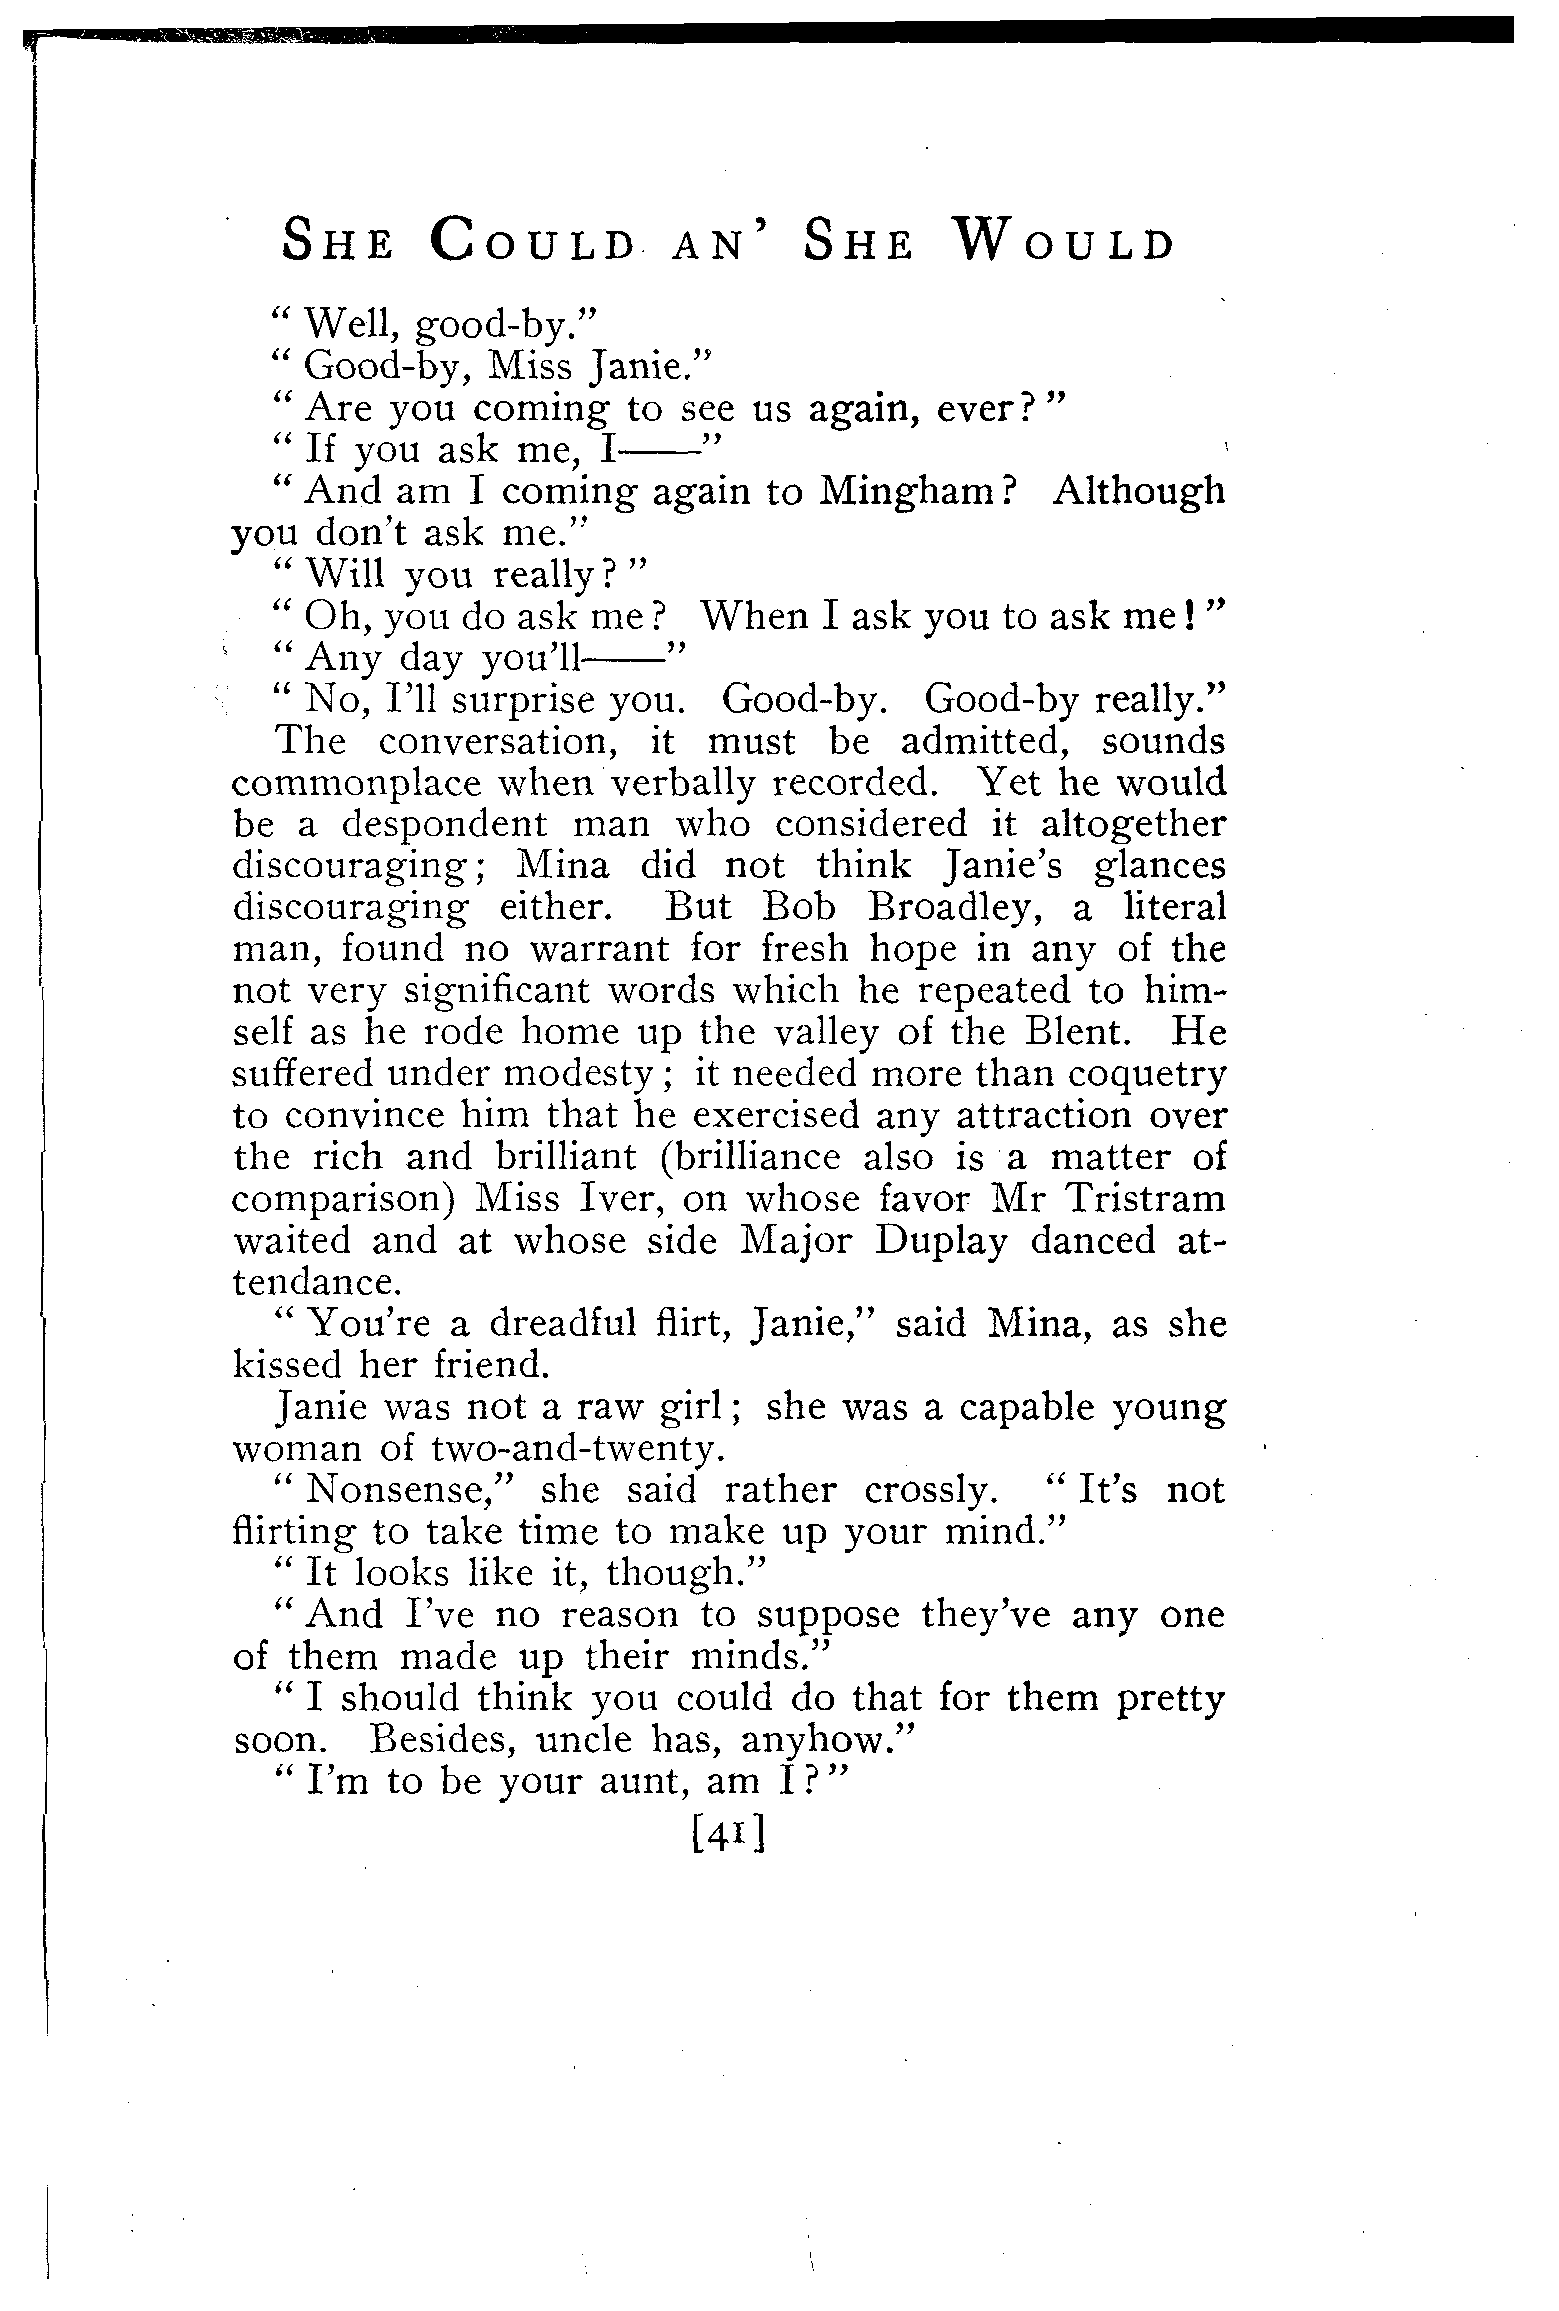 SHE COULD AN' SHE WOULD
“ Well, good-by.”
“ Good-by, Miss Janie.”
“ Are you coming to see us again, ever? ”
“ If you ask me, I——”
“ And am I coming again to Mingham? Although
you don't ask me.”
“ Will you really? ”
“ Oh, you do ask me? When I ask you to ask me! ”
“ Any day you'll——”
“ No, I'll surprise you. Good-by. Good-by really.”
The conversation, it must be admitted, sounds
commonplace when verbally recorded. Yet he would
be a despondent man who considered it altogether
discouraging; Mina did not think Janie's glances
discouraging either. But Bob Broadley, a literal
man, found no warrant for fresh hope in any of the
not very significant words which he repeated to him-
self as he rode home up the valley of the Blent. He
suffered under modesty; it needed more than coquetry
to convince him that he exercised any attraction over
the rich and brilliant (brilliance also is a matter of
comparison) Miss Iver, on whose favor Mr Tristram
waited and at whose side Major Duplay danced at-
tendance.
“ You're a dreadful flirt, Janie,” said Mina, as she
kissed her friend.
Janie was not a raw girl; she was a capable young
woman of two-and-twenty.
“ Nonsense,” she said rather crossly. “ It's not
flirting to take time to make up your mind.”
“ It looks like it, though.”
“ And I've no reason to suppose they've any one
of them made up their minds.”
“ I should think you could do that for them pretty
soon. Besides, uncle has, anyhow.”
“ I'm to be your aunt, am I? ”
[41]